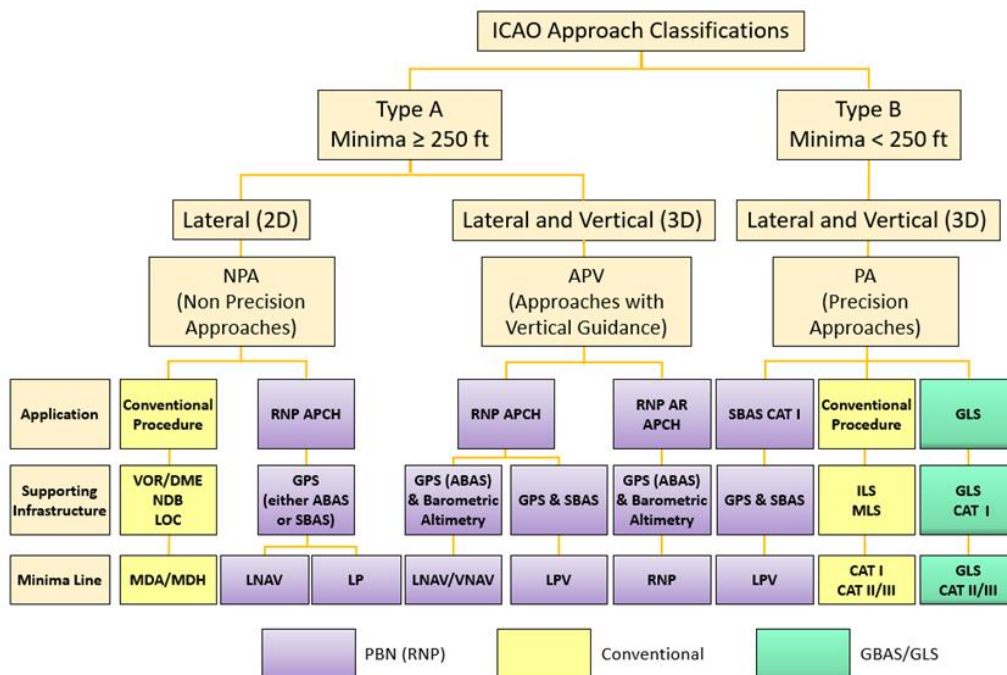 ICAO Approach Classifications
Type A
Minima ≥ 250 ft
Type B
Minima < 250 ft
Lateral (2D)
Lateral and Vertical (3D)
Lateral and Vertical (3D)
NPA
(Non Precision
Approaches)
APV
(Approaches with
Vertical Guidance)
PA
(Precision
Approaches)
Application
Conventional
Procedure
RNP APCH
RNP APCH
RNP AR
APCH
SBAS CAT I
Conventional
Procedure
GLS
Supporting
Infrastructure
VOR/DME
NDB
LOC
GPS
(either ABAS
or SBAS)
GPS (ABAS)
& Barometric
Altimetry
GPS & SBAS
GPS (ABAS)
& Barometric
Altimetry
GPS & SBAS
ILS
MLS
GLS
CAT I
Minima Line
MDA/MDH
LNAV
LP
LNAV/VNAV
LPV
RNP
LPV
CAT I
CAT II/III
GLS
CAT II/III
PBN (RNP)
Conventional
GBAS/GLS